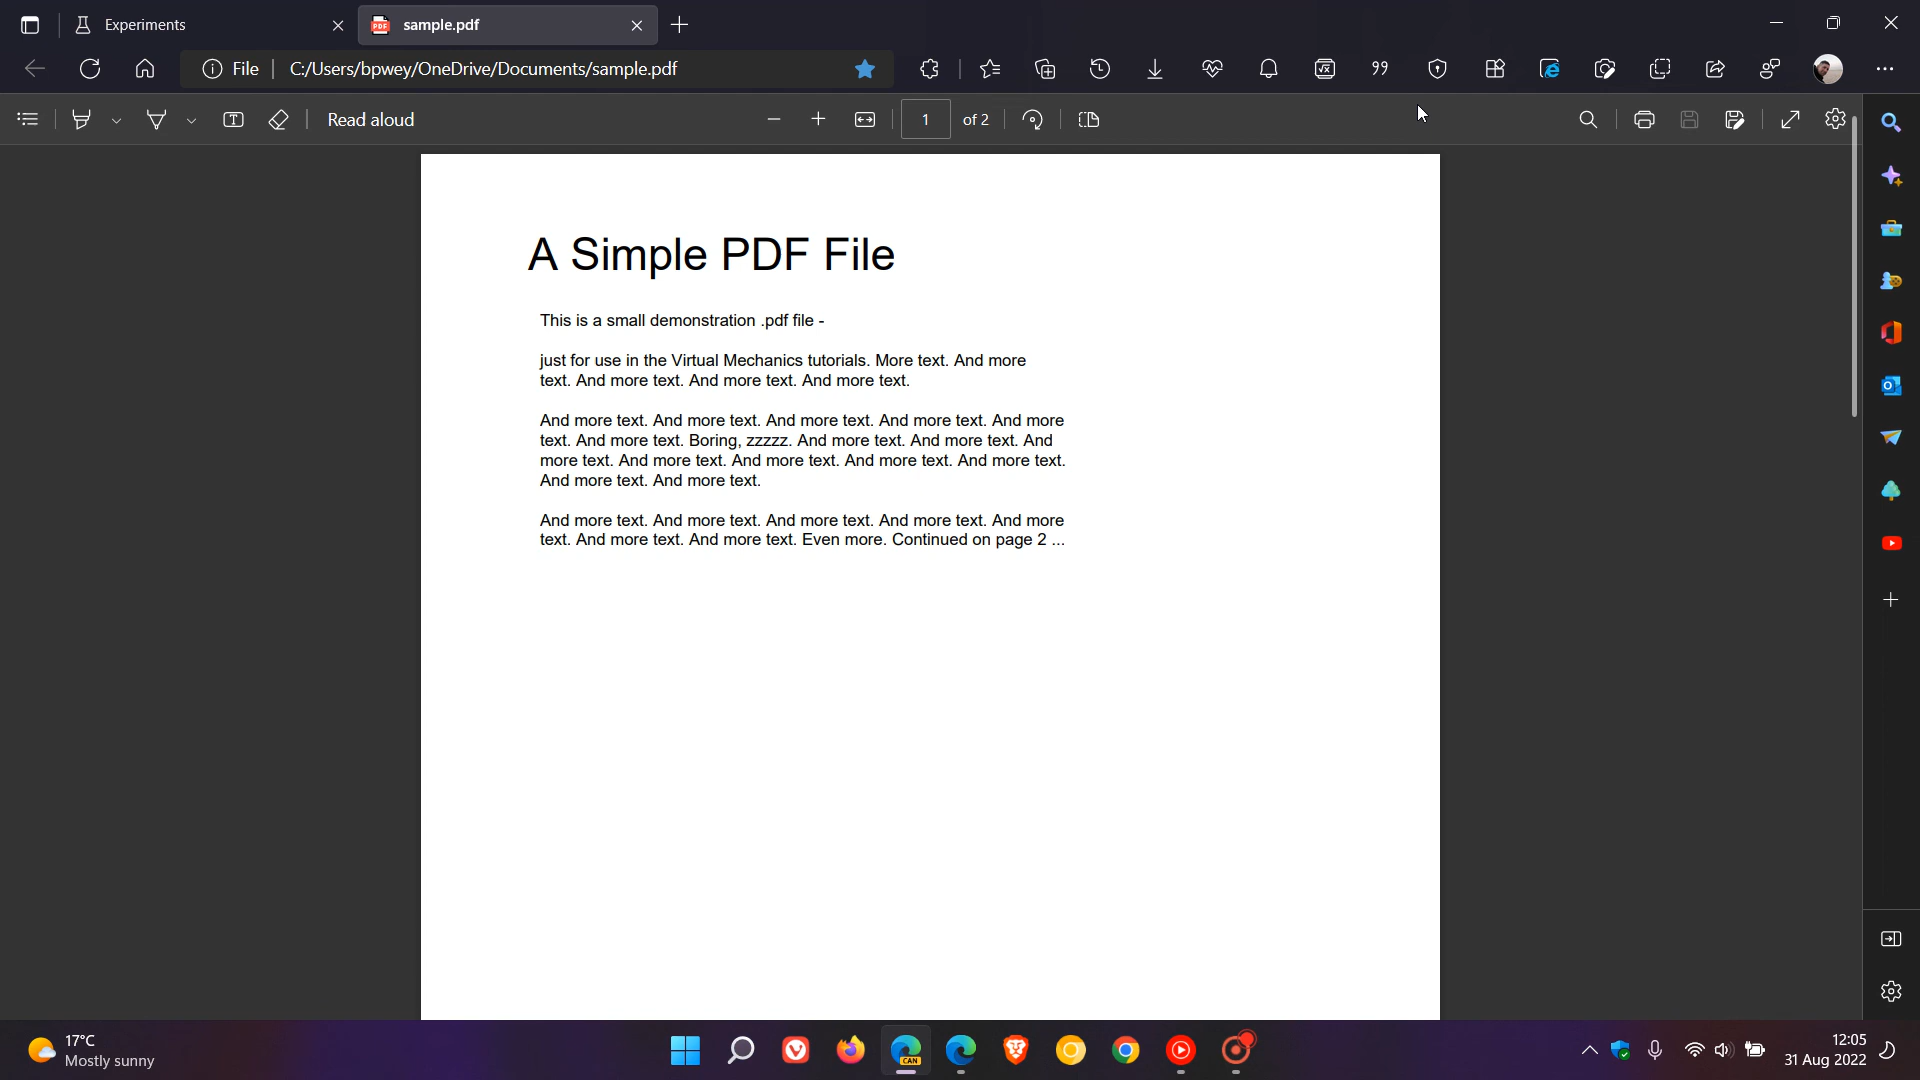 Experiments
sample.pdf
File
C:/Users/bpwey/OneDrive/Documents/sample.pdf
Read aloud
1
of 2
A Simple PDF File
This is a small demonstration .pdf file -
just for use in the Virtual Mechanics tutorials. More text. And more
text. And more text. And more text. And more text.
And more text. And more text. And more text. And more text. And more
text. And more text. Boring, zzzzz. And more text. And more text. And
more text. And more text. And more text. And more text. And more text.
And more text. And more text.
And more text. And more text. And more text. And more text. And more
text. And more text. And more text. Even more. Continued on page 2 ...
17°C
Mostly sunny
CAN
12:05
31 Aug 2022